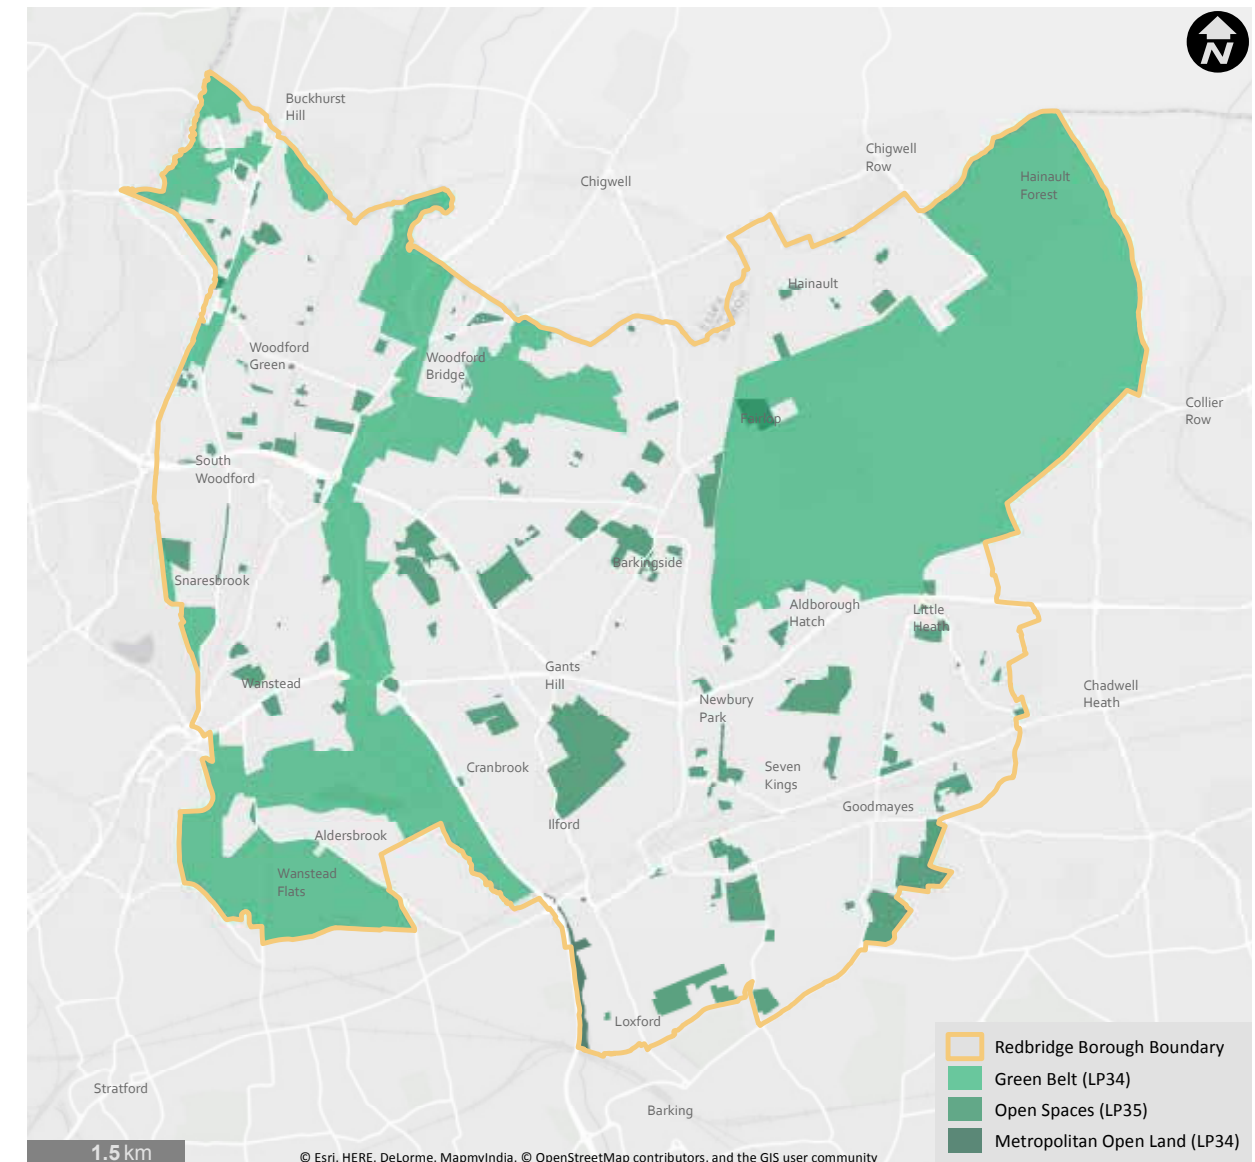 N
Buckhurst
Hill
Chigwell
Row
Chigwell
Hainault
Forest
Hainault
Woodford
Green
Woodford
Bridge
Collier
Row
Fairlop
South
Woodford
Barkingside
Snaresbrook
Aldborough
Hatch
Little
Heath
Gants
Hill
Wanstead
Newbury
Park
Chadwell
Heath
Cranbrook
Seven
Kings
Goodmayes
Ilford
Aldersbrook
Wanstead
Flats
Loxford
Stratford
Barking
Redbridge Borough Boundary
Green Belt (LP34)
Open Spaces (LP35)
Metropolitan Open Land (LP34)
1.5 km
© Esri, HERE, DeLorme, MapmyIndia, © OpenStreetMap contributors, and the GIS user community